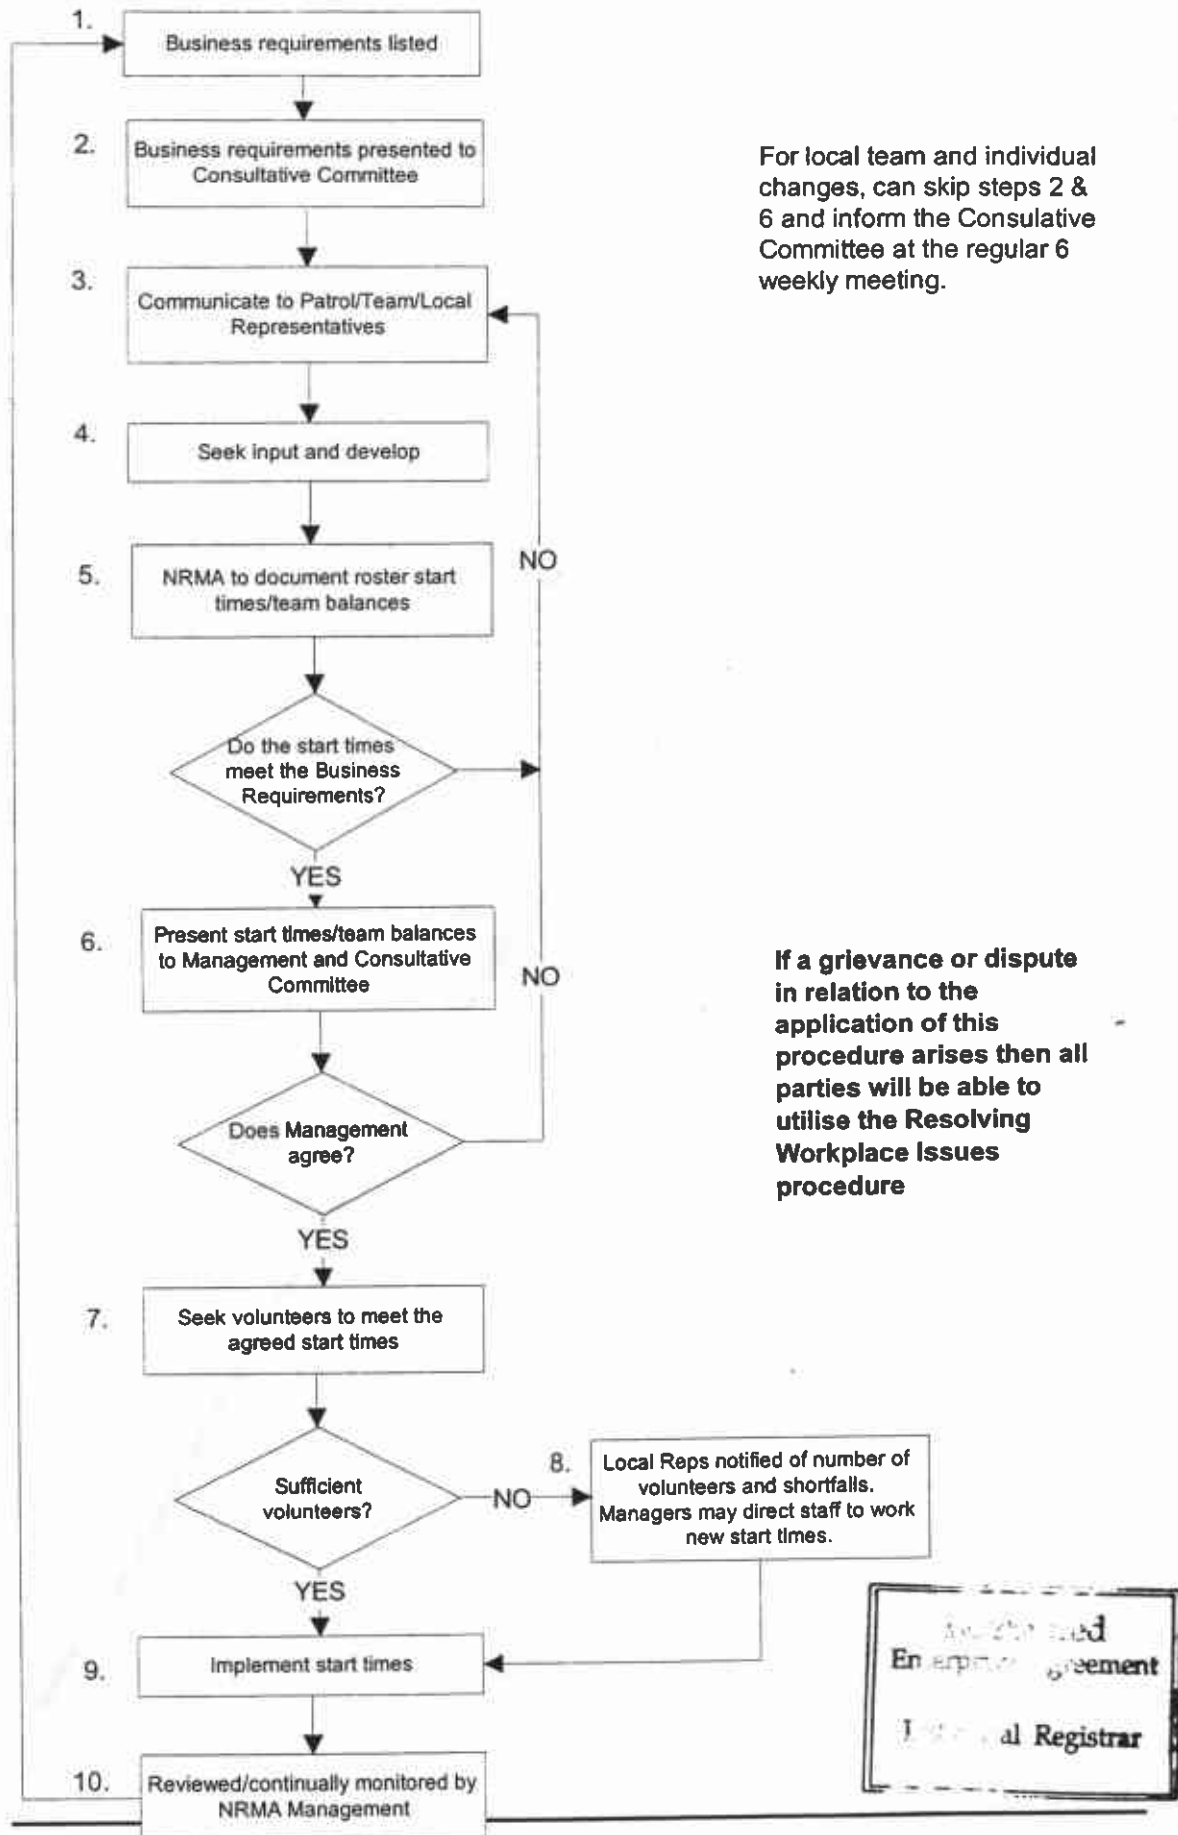 1.
Business requirements listed
2.
Business requirements presented to
Consultative Committee
For local team and individual
changes, can skip steps 2 &
6 and inform the Consulative
Committee at the regular 6
weekly meeting.
3.
Communicate to Patrol/Team/Local
Representatives
4.
Seek input and develop
5.
NRMA to document roster start
times/team balances
NO
Do the start times
meet the Business
Requirements?
YES
6.
Present start times/team balances
to Management and Consultative
Committee
NO
If a grievance or dispute
in relation to the
application of this
procedure arises then all
parties will be able to
utilise the Resolving
Workplace Issues
procedure
Does Management
agree?
YES
7.
Seek volunteers to meet the
agreed start times
Sufficient
volunteers?
NO
8.
Local Reps notified of number of
volunteers and shortfalls.
Managers may direct staff to work
new start times.
YES
9.
Implement start times
10.
Reviewed/continually monitored by
NRMA Management
Registrar